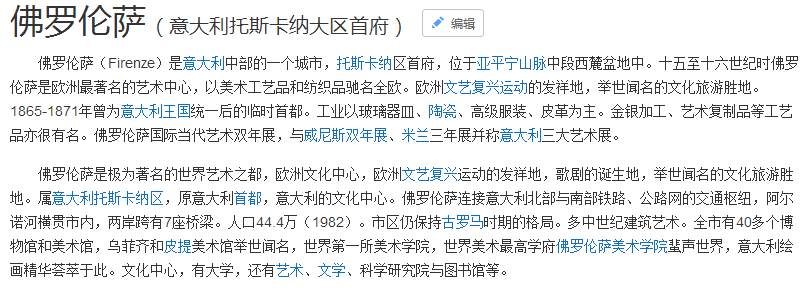 佛罗伦萨（意大利托斯卡纳大区首府） 编辑
佛罗伦萨（Firenze）是意大利中部的一个城市，托斯卡纳区首府，位于亚平宁山脉中段西麓盆地中。十五至十六世纪时佛罗
伦萨是欧洲最著名的艺术中心，以美术工艺品和纺织品驰名全欧。欧洲文艺复兴运动的发祥地，举世闻名的文化旅游胜地。
1865-1871年曾为意大利王国统一后的临时首都。工业以玻璃器皿、陶瓷、高级服装、皮革为主。金银加工、艺术复制品等工艺
品亦很有名。佛罗伦萨国际当代艺术双年展，与威尼斯双年展、米兰三年展并称意大利三大艺术展。
佛罗伦萨是极为著名的世界艺术之都，欧洲文化中心，欧洲文艺复兴运动的发祥地，歌剧的诞生地，举世闻名的文化旅游胜
地。属意大利托斯卡纳区，原意大利首都，意大利的文化中心。佛罗伦萨连接意大利北部与南部铁路、公路网的交通枢纽，阿尔
诺河横贯市内，两岸跨有7座桥梁。人口44.4万（1982）。市区仍保持古罗马时期的格局。多中世纪建筑艺术。全市有40多个博
物馆和美术馆，乌菲齐和皮提美术馆举世闻名，世界第一所美术学院，世界美术最高学府佛罗伦萨美术学院蜚声世界，意大利绘
画精华荟萃于此。文化中心，有大学，还有艺术、文学、科学研究院与图书馆等。